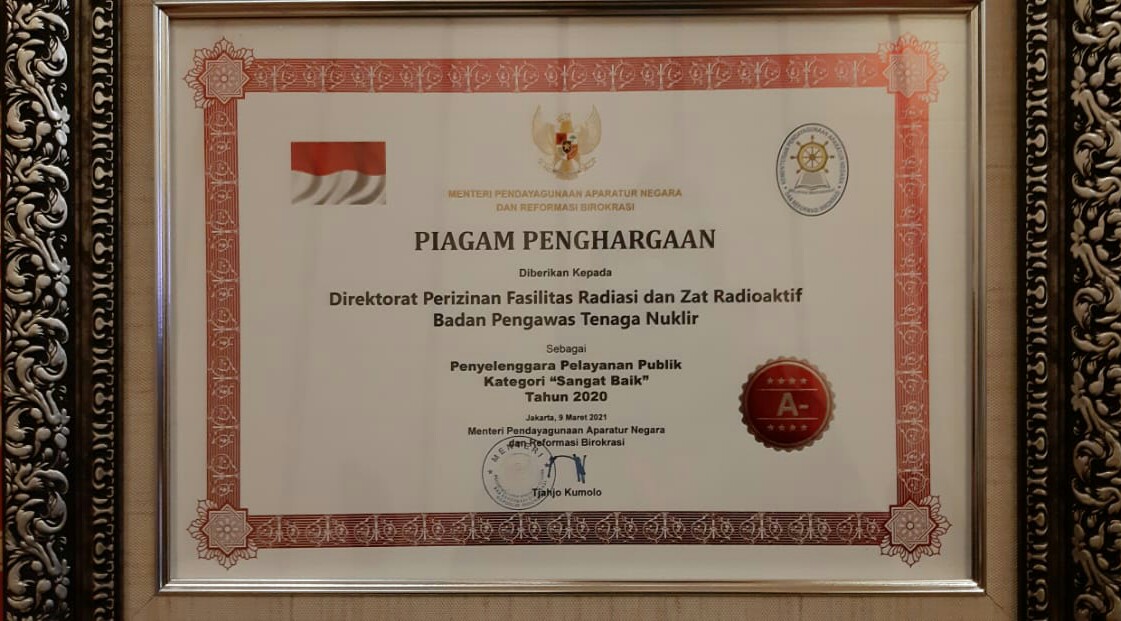 MENTERI PENDAYAGUNAAN APARATUR NEGARA
DAN REFORMASI BIROKRASI
PIAGAM PENGHARGAAN
Diberikan Kepada
Direktorat Perizinan Fasilitas Radiasi dan Zat Radioaktif
Badan Pengawas Tenaga Nuklir
Sebagai
Penyelenggara Pelayanan Publik
Kategori “Sangat Baik”
Tahun 2020
A-
Jakarta, 9 Maret 2021
Menteri Pendayagunaan Aparatur Negara
dan Reformasi Birokrasi
MENTERI
Tjahjo Kumolo